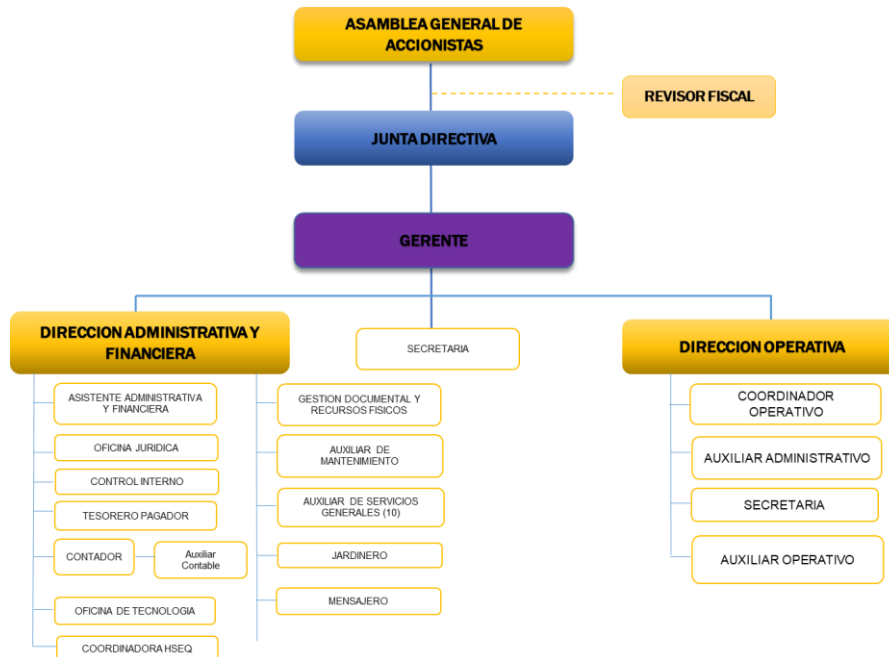 ASAMBLEA GENERAL DE
ACCIONISTAS
REVISOR FISCAL
JUNTA DIRECTIVA
GERENTE
DIRECCION ADMINISTRATIVA Y
FINANCIERA
SECRETARIA
DIRECCION OPERATIVA
ASISTENTE ADMINISTRATIVA
Y FINANCIERA
OFICINA JURIDICA
CONTROL INTERNO
TESORERO PAGADOR
CONTADOR
Auxiliar
Contable
OFICINA DE TECNOLOGIA
COORDINADORA HSEQ
GESTION DOCUMENTAL Y
RECURSOS FISICOS
AUXILIAR DE
MANTENIMIENTO
AUXILIAR DE SERVICIOS
GENERALES (10)
JARDINERO
MENSAJERO
COORDINADOR
OPERATIVO
AUXILIAR ADMINISTRATIVO
SECRETARIA
AUXILIAR OPERATIVO